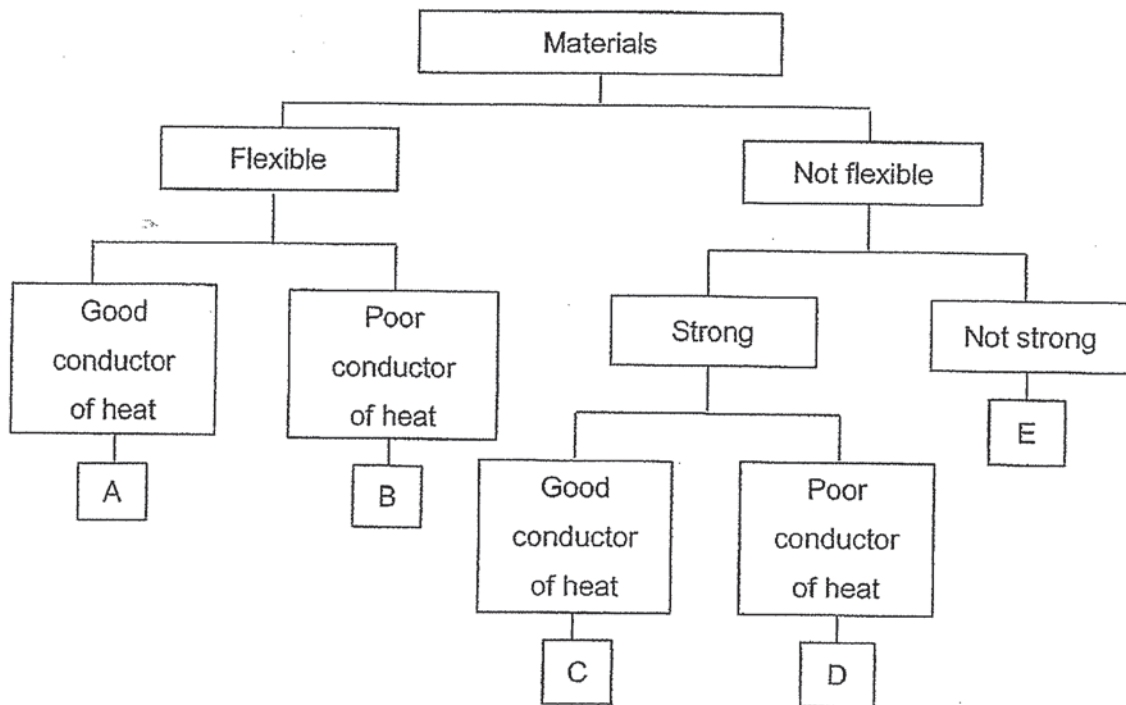 Materials
Flexible
Not flexible
Good
conductor
of heat
Poor
conductor
of heat
Strong
Not strong
A
B
E
Good
conductor
of heat
Poor
conductor
of heat
C
D